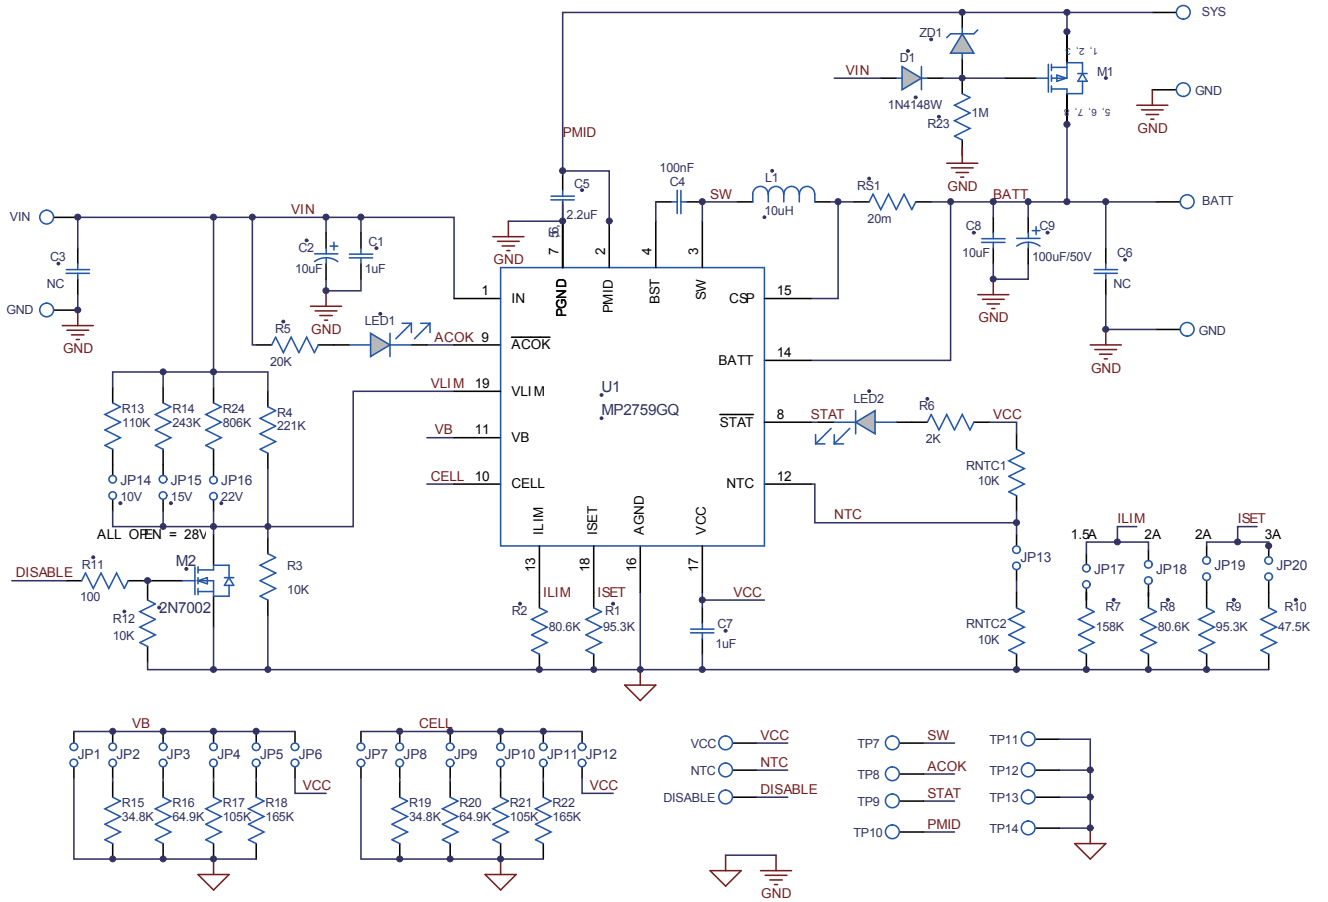 SYS
ZD1
D1
VIN
1N4148W
R23
1M
GND
M1
1, 2, 3
5, 6, 7, 8
GND
GND
PMID
C5
2.2uF
GND
100nF
C4
SW
L1
10uH
RS1
20m
BATT
BATT
VIN
VIN
C3
NC
GND
GND
C2
10uF
C1
1uF
GND
C8
10uF
C9
100uF/50V
GND
C6
NC
GND
GND
7
2
4
3
PGND
PMID
BST
SW
1
IN
CSP
15
R5
20K
LED1
ACOK
9
ACOK
BATT
14
VLIM
19
VLIM
U1
MP2759GQ
STAT
8
STAT
LED2
R6
2K
VCC
VB
11
VB
CELL
10
CELL
NTC
12
NTC
RNTC1
10K
ILIM
ISET
AGND
VCC
13
18
16
17
R13
110K
R14
243K
R24
806K
R4
221K
JP14
10V
JP15
15V
JP16
22V
ALL OPEN = 28V
DISABLE
R11
100
R12
10K
M2
2N7002
R3
10K
ILIM
R2
80.6K
ISET
R1
95.3K
VCC
C7
1uF
JP13
RNTC2
10K
ILIM
1.5A
2A
JP17
JP18
R7
158K
R8
80.6K
ISET
2A
3A
JP19
JP20
R9
95.3K
R10
47.5K
VB
JP1
JP2
JP3
JP4
JP5
JP6
VCC
R15
34.8K
R16
64.9K
R17
105K
R18
165K
CELL
JP7
JP8
JP9
JP10
JP11
JP12
VCC
R19
34.8K
R20
64.9K
R21
105K
R22
165K
VCC
VCC
NTC
NTC
DISABLE
DISABLE
GND
TP7
SW
TP8
ACOK
TP9
STAT
TP10
PMID
TP11
TP12
TP13
TP14